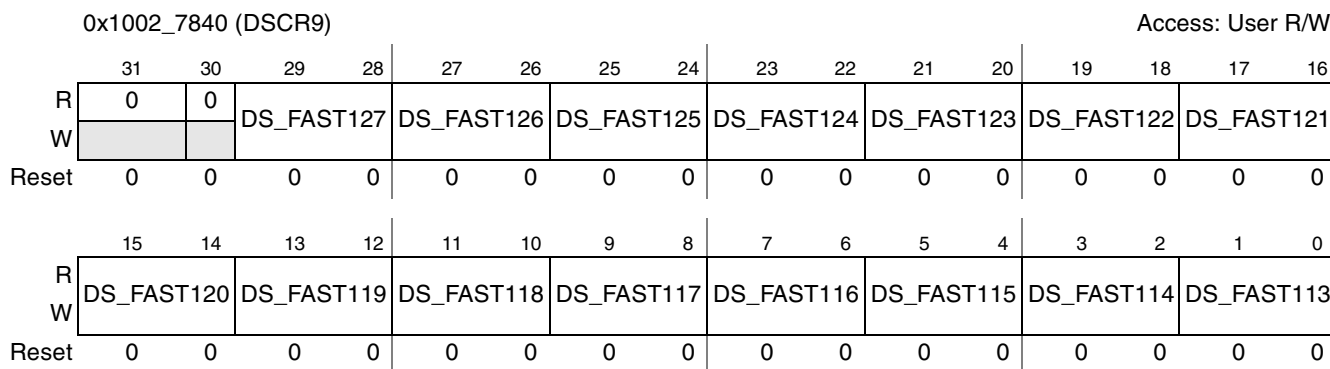 0x1002_7840 (DSCR9) Access: User R/W
31 30 29 28 27 26 25 24 23 22 21 20 19 18 17 16
R 0 0 DS_FAST127 DS_FAST126 DS_FAST125 DS_FAST124 DS_FAST123 DS_FAST122 DS_FAST121
W
Reset 0 0 0 0 0 0 0 0 0 0 0 0 0 0 0 0
15 14 13 12 11 10 9 8 7 6 5 4 3 2 1 0
R DS_FAST120 DS_FAST119 DS_FAST118 DS_FAST117 DS_FAST116 DS_FAST115 DS_FAST114 DS_FAST113
W
Reset 0 0 0 0 0 0 0 0 0 0 0 0 0 0 0 0